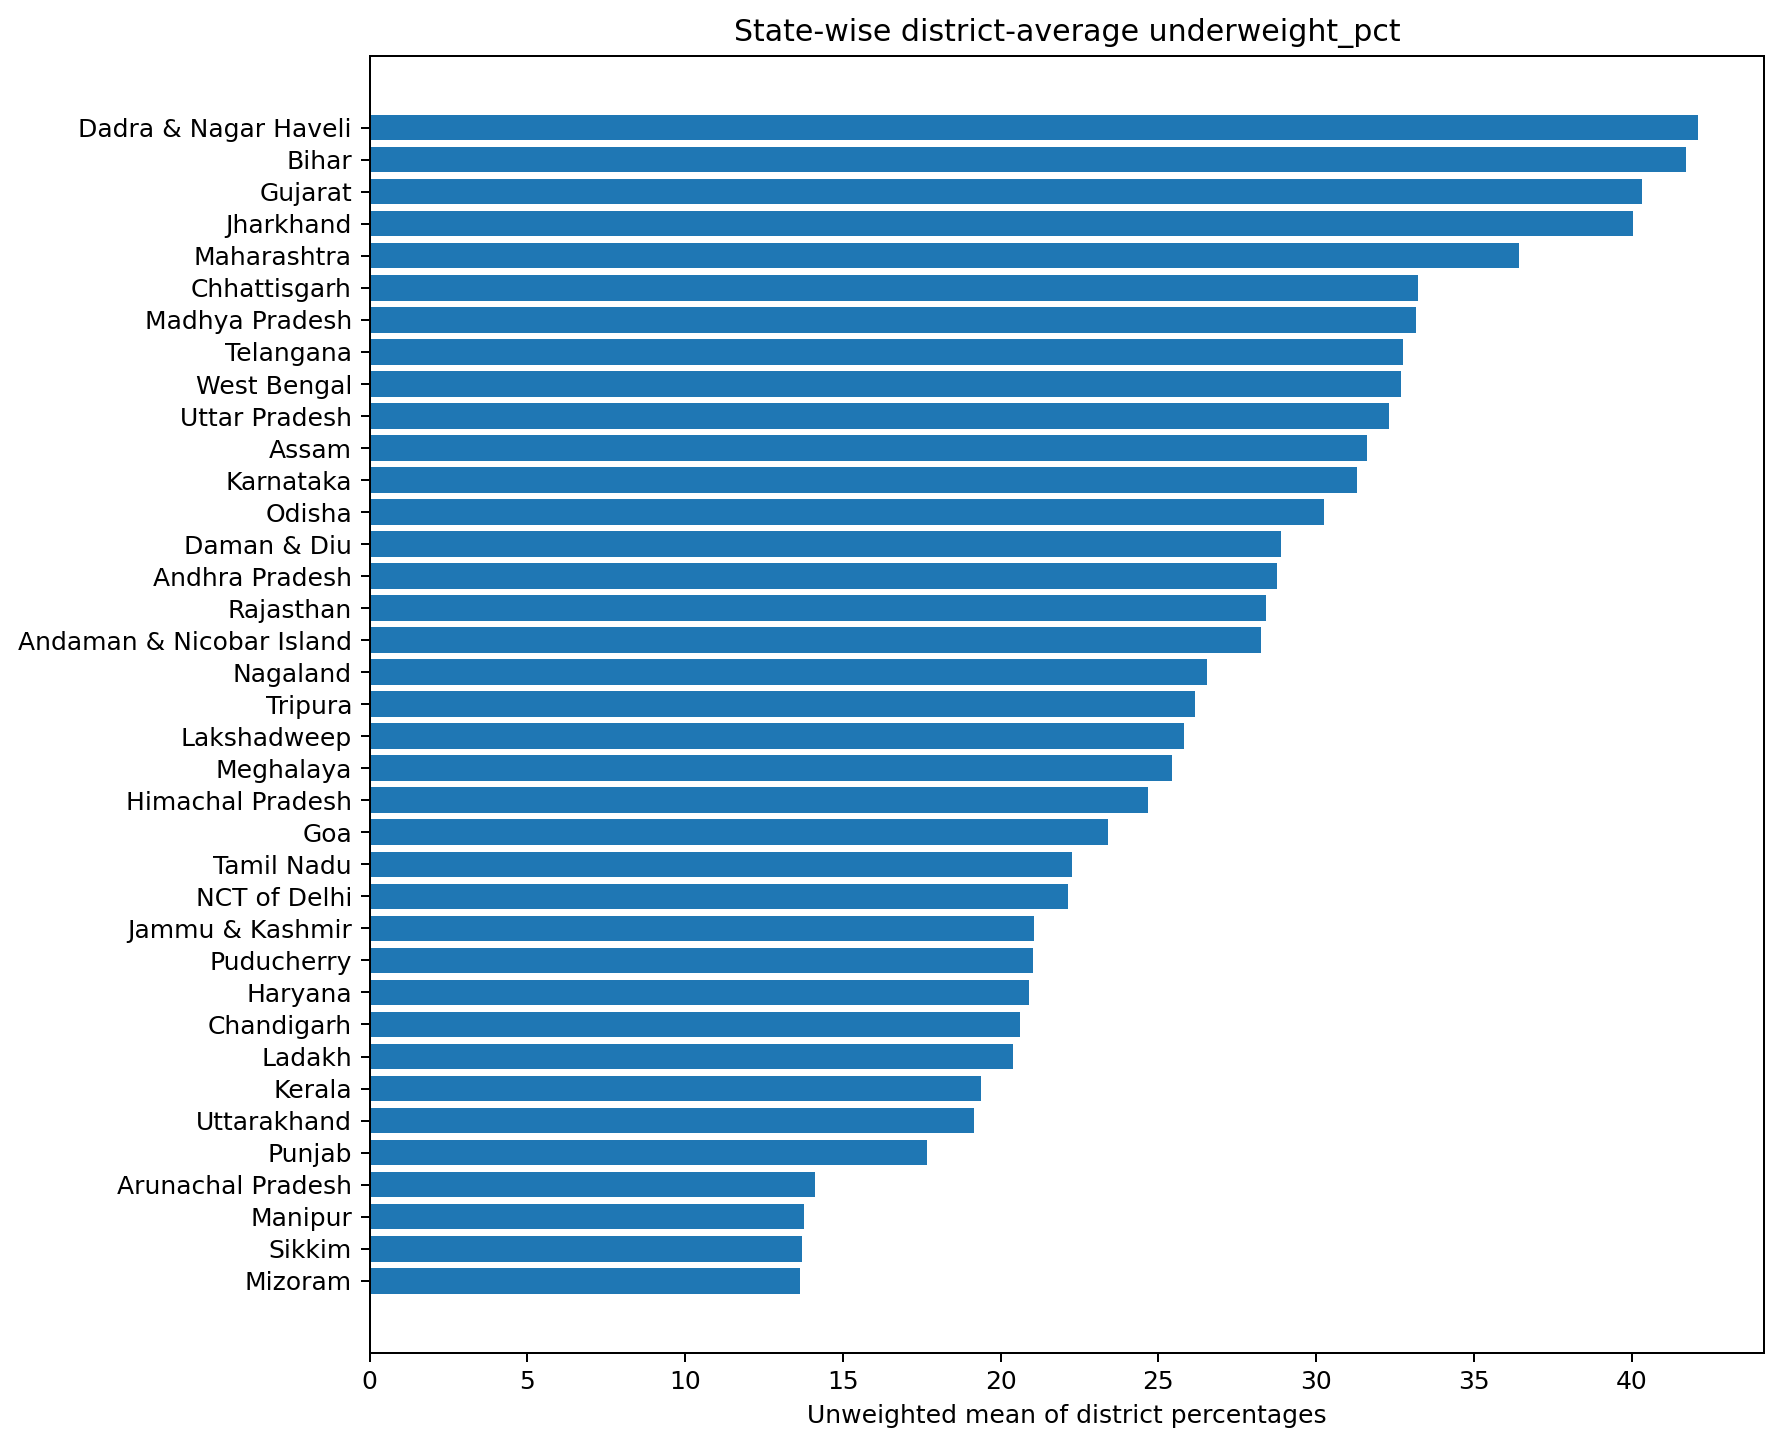 State-wise district-average underweight_pct
Dadra & Nagar Haveli
Bihar
Gujarat
Jharkhand
Maharashtra
Chhattisgarh
Madhya Pradesh
Telangana
West Bengal
Uttar Pradesh
Assam
Karnataka
Odisha
Daman & Diu
Andhra Pradesh
Rajasthan
Andaman & Nicobar Island
Nagaland
Tripura
Lakshadweep
Meghalaya
Himachal Pradesh
Goa
Tamil Nadu
NCT of Delhi
Jammu & Kashmir
Puducherry
Haryana
Chandigarh
Ladakh
Kerala
Uttarakhand
Punjab
Arunachal Pradesh
Manipur
Sikkim
Mizoram
0 5 10 15 20 25 30 35 40
Unweighted mean of district percentages